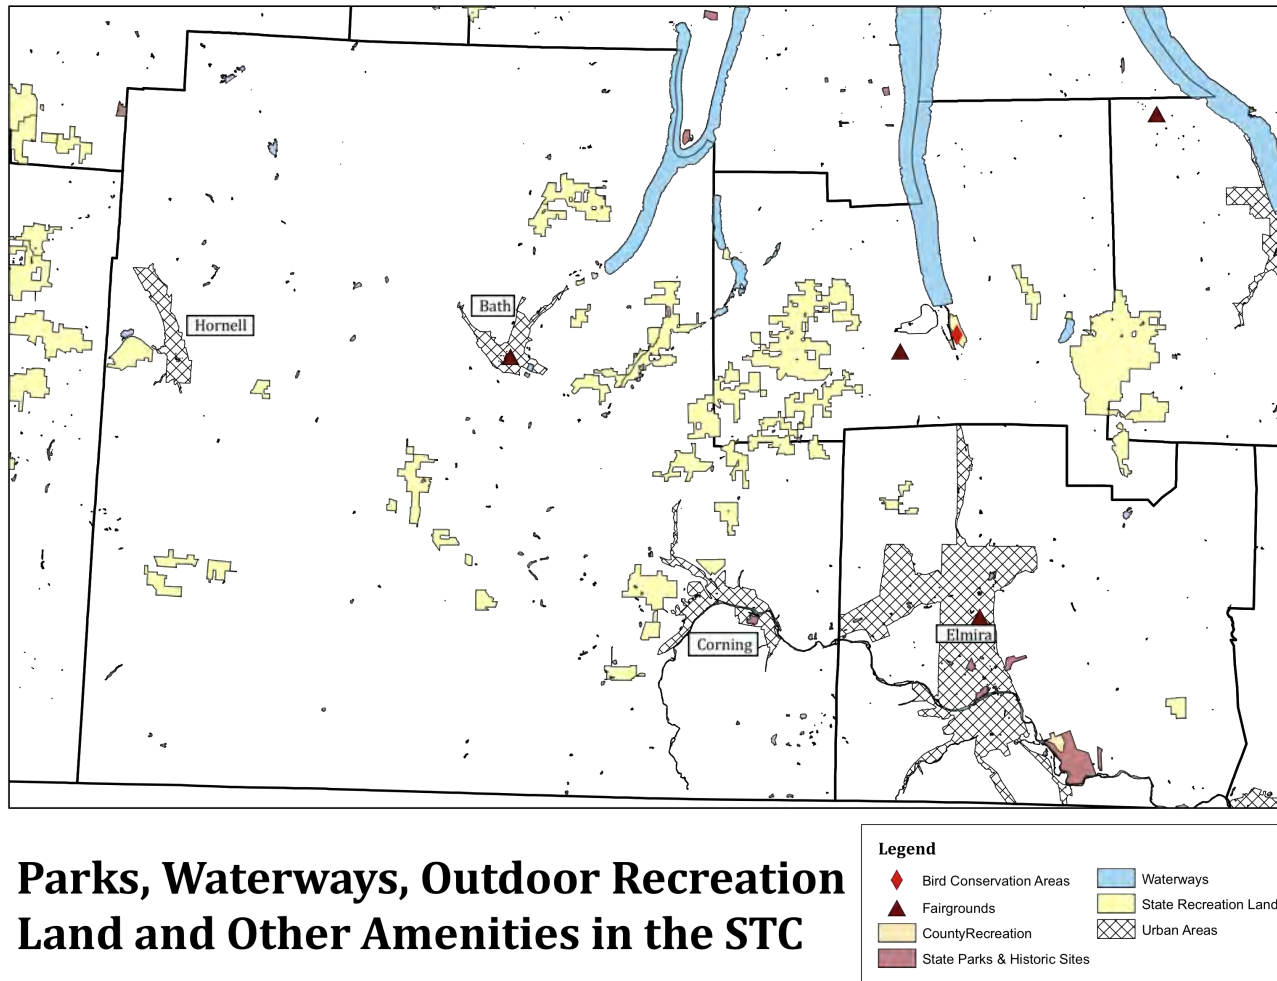 Bath
Hornell
Corning
Elmira
Parks, Waterways, Outdoor Recreation
Land and Other Amenities in the STC
Legend
Bird Conservation Areas
Fairgrounds
CountyRecreation
State Parks & Historic Sites
Waterways
State Recreation Land
Urban Areas